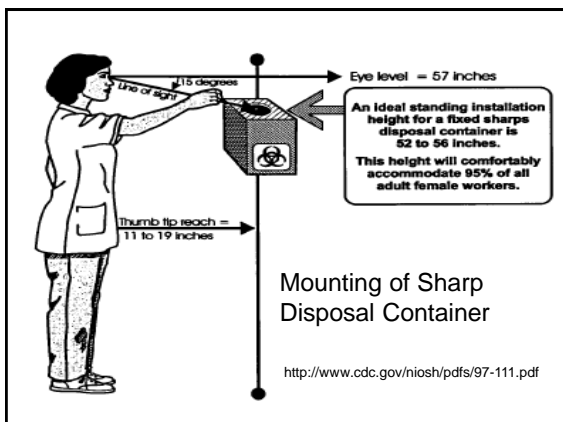 Eye level = 57 inches
15 degrees
Line of sight
An ideal standing installation
height for a fixed sharps
disposal container is
52 to 56 inches.
This height will comfortably
accommodate 95% of all
adult female workers.
Thumb tip reach =
11 to 19 inches
Mounting of Sharp
Disposal Container
http://www.cdc.gov/niosh/pdfs/97-111.pdf